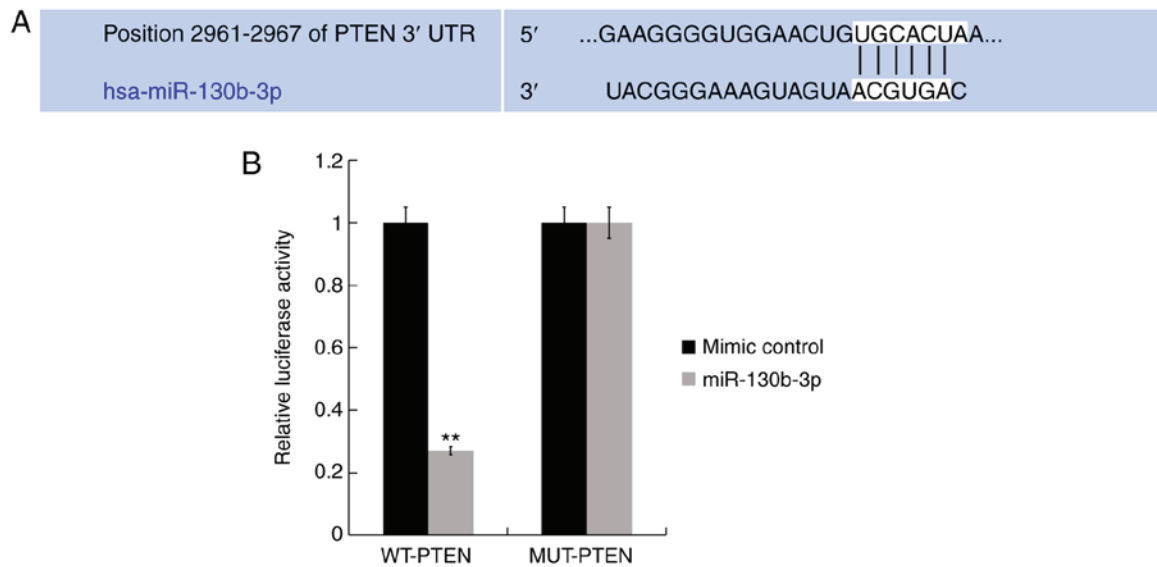 A
Position 2961-2967 of PTEN 3′ UTR 5′ ...GAAGGGGUGGAACUGUGCACUAA...
hsa-miR-130b-3p 3′ UACGGGAAAGUAGUAACGUGAC
B
Relative luciferase activity
1.2
1
0.8
0.6
0.4
0.2
0
**
WT-PTEN MUT-PTEN
Mimic control
miR-130b-3p